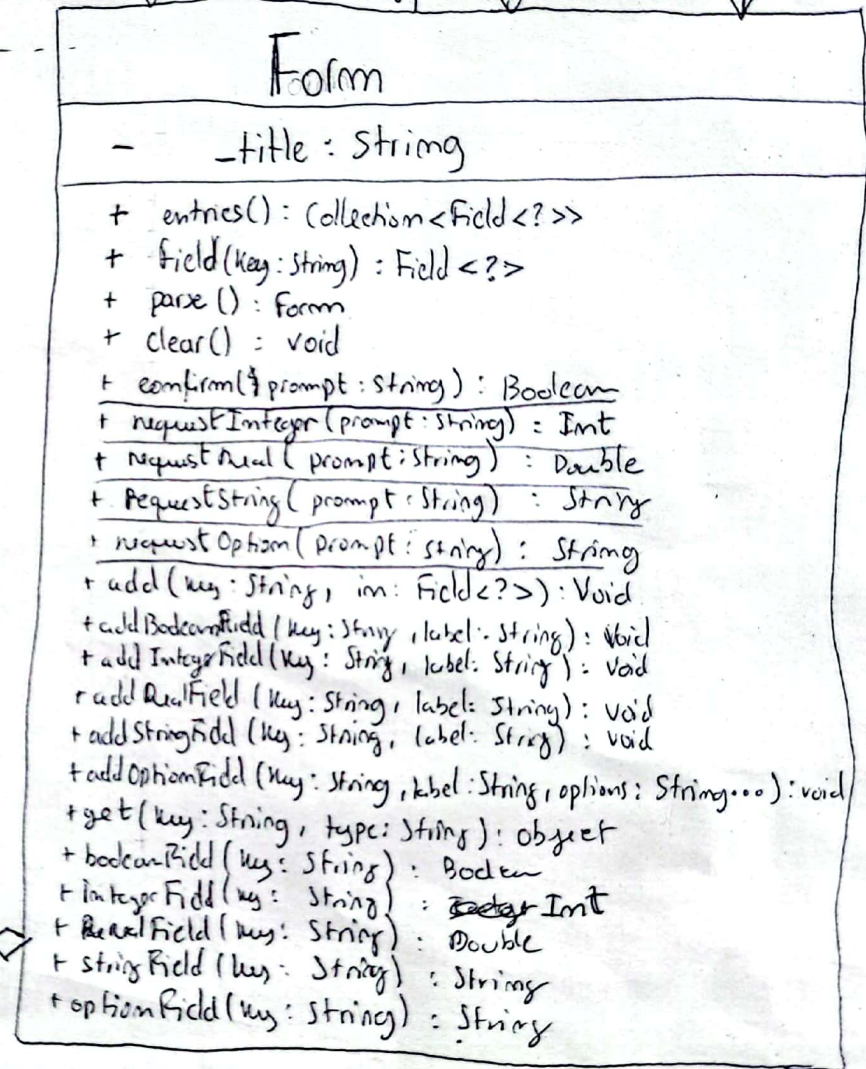 Form
- _title : String
+ entries() : Collection<Field<?>>
+ field(key : String) : Field <?>
+ parse () : Form
+ clear() : void
+ confirm(prompt : String) : Boolean
+ requestInteger (prompt : String) : Int
+ requestReal ( prompt : String) : Double
+ RequestString( prompt : String) : String
+ requestOption( prompt : String) : String
+ add (key : String, in : Field<?>) : Void
+ addBooleanField (key : String , label : String) : Void
+ add IntegerField(key : String, label : String ) : void
+ addRealField (key : String, label : String) : void
+ addStringField (key : String, label : String) : void
+ addOptionField (key : String , label : String, options : String...) : void
+ get(key : String, type : String) : object
+ booleanField(key : String) : Boolean
+ integerField(key : String) : Int
+ RealField (key : String) : Double
+ stringField (key : String) : String
+ optionField(key : String) : String